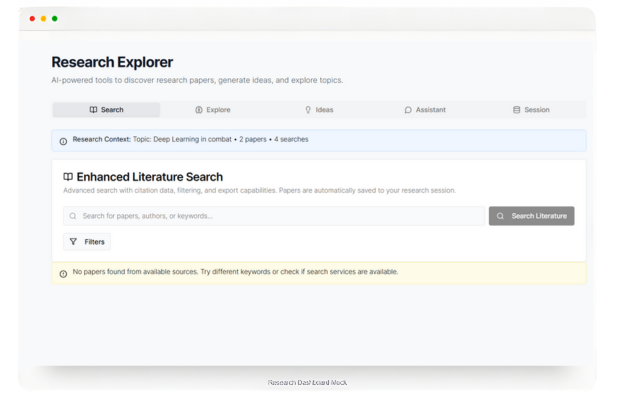 Research Explorer
AI-powered tools to discover research papers, generate ideas, and explore topics.
Search Explore Ideas Assistant Session
Research Context: Topic: Deep Learning in combat • 2 papers • 4 searches
Enhanced Literature Search
Advanced search with citation data, filtering, and export capabilities. Papers are automatically saved to your research session.
Search for papers, authors, or keywords... Search Literature
Filters
No papers found from available sources. Try different keywords or check if search services are available.
Research Dashboard Mock